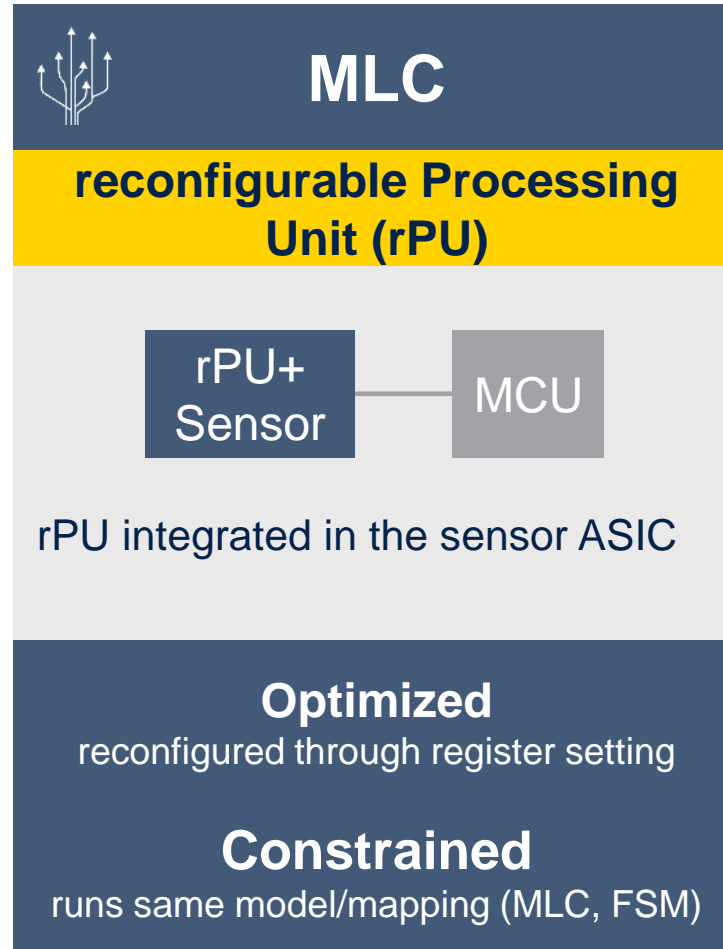 MLC
reconfigurable Processing
Unit (rPU)
rPU+
Sensor
MCU
rPU integrated in the sensor ASIC
Optimized
reconfigured through register setting
Constrained
runs same model/mapping (MLC, FSM)